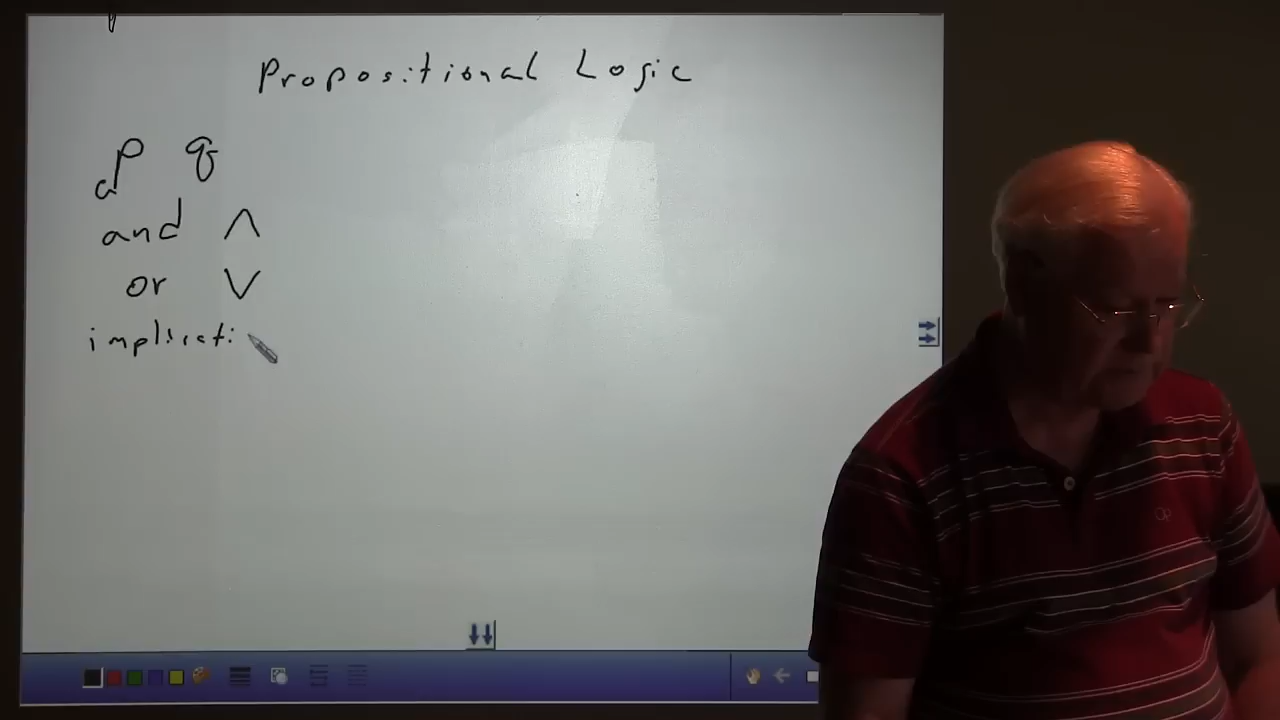 Propositional Logic
p q
and ∧
or ∨
implicati